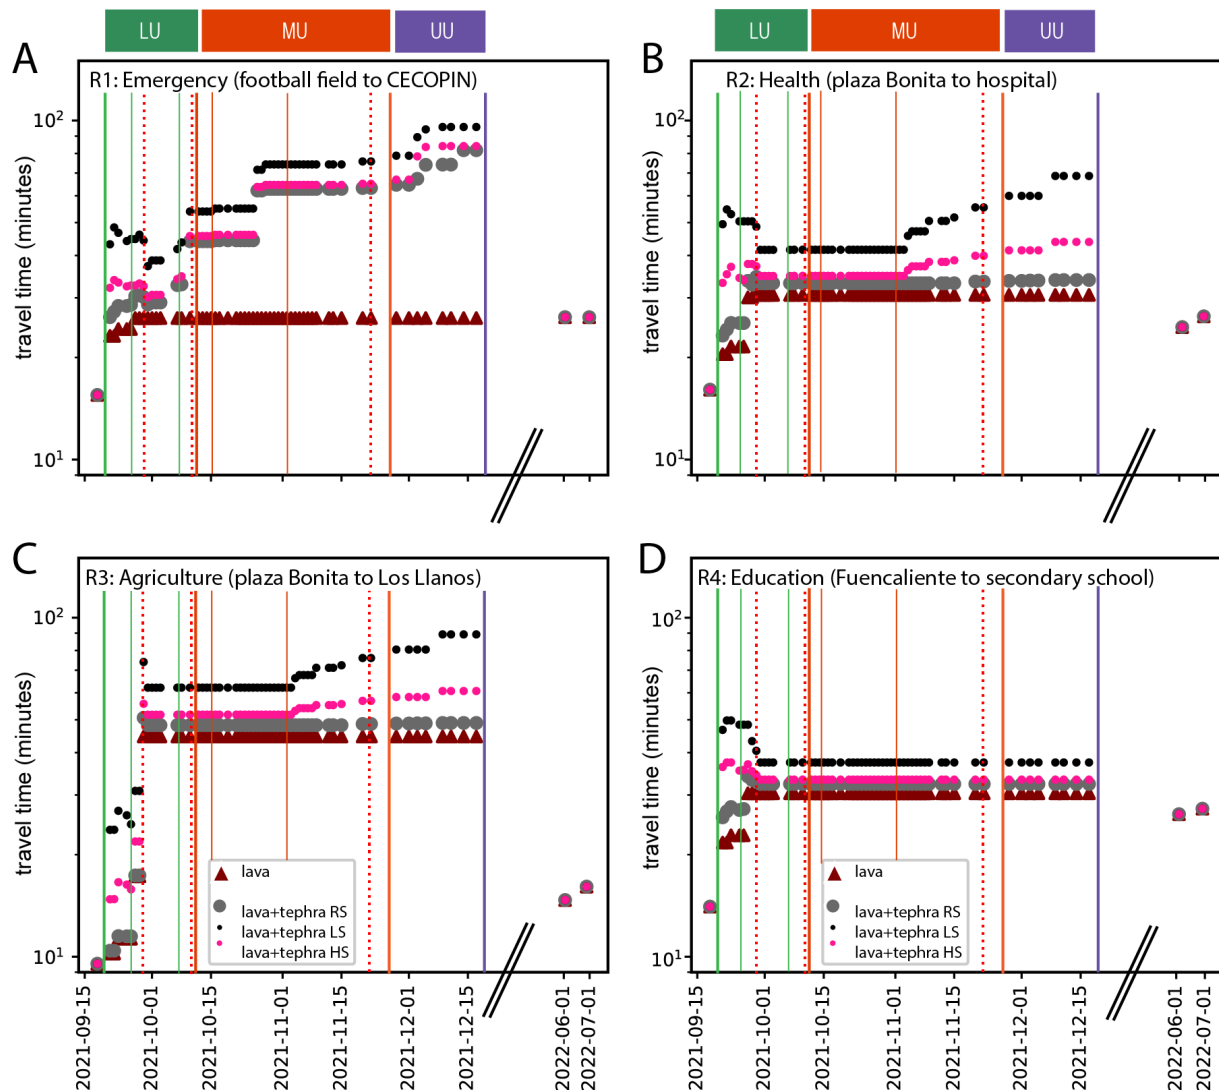 LU MU UU LU MU UU
A B
R1: Emergency (football field to CECOPIN) R2: Health (plaza Bonita to hospital)
10² 10²
travel time (minutes) travel time (minutes)
10¹ 10¹
C D
R3: Agriculture (plaza Bonita to Los Llanos) R4: Education (Fuencaliente to secondary school)
10² 10²
travel time (minutes) travel time (minutes)
lava lava
lava+tephra RS lava+tephra RS
lava+tephra LS lava+tephra LS
lava+tephra HS lava+tephra HS
10¹ 10¹
2021-09-15 2021-10-01 2021-10-15 2021-11-01 2021-11-15 2021-12-01 2021-12-15 2022-06-01 2022-07-01 2021-09-15 2021-10-01 2021-10-15 2021-11-01 2021-11-15 2021-12-01 2021-12-15 2022-06-01 2022-07-01